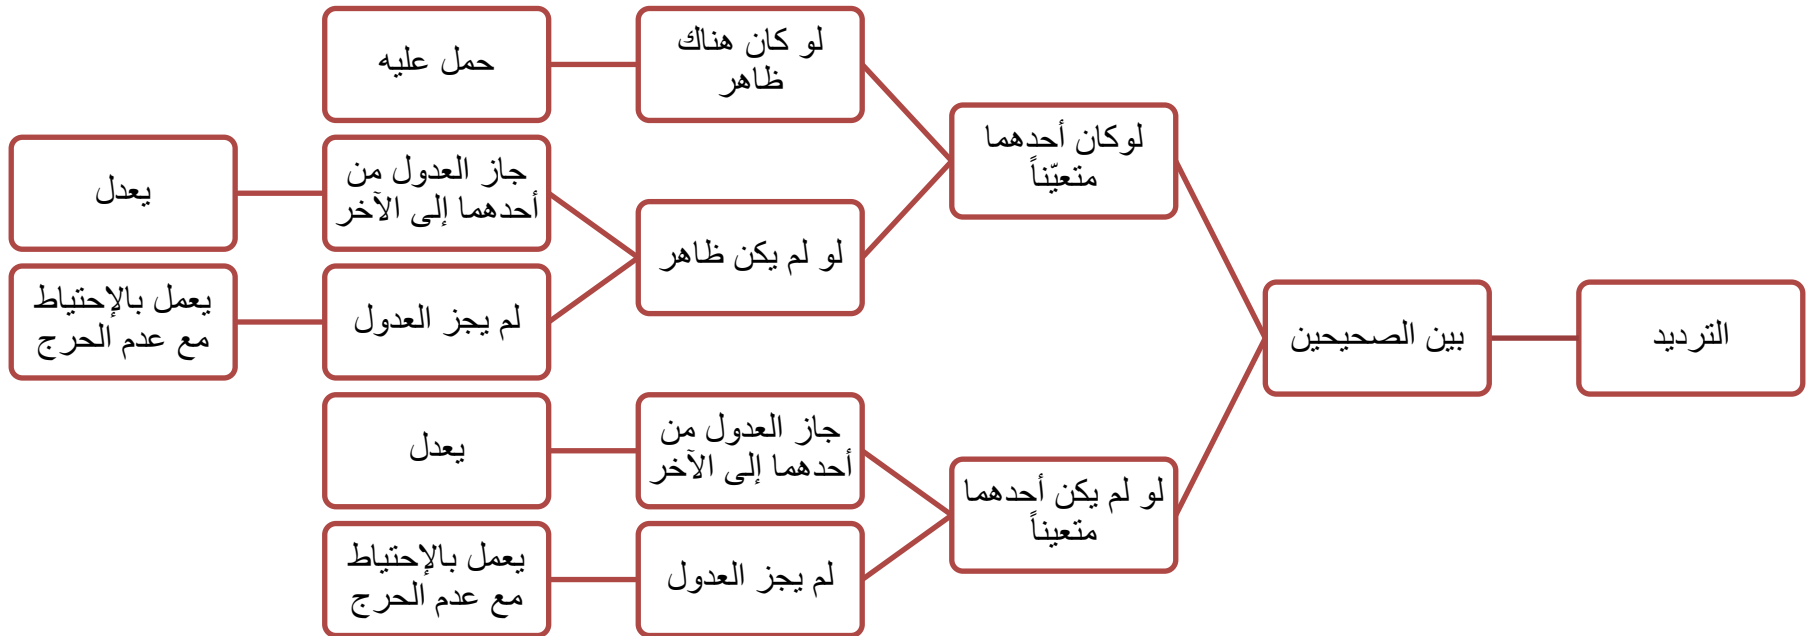 الترديد
بين الصحيحين
لوكان أحدهما
متعيّناً
لو كان هناك
ظاهر
حمل عليه
لو لم يكن ظاهر
جاز العدول من
أحدهما إلى الآخر
يعدل
لم يجز العدول
يعمل بالإحتياط
مع عدم الحرج
لو لم يكن أحدهما
متعيناً
جاز العدول من
أحدهما إلى الآخر
يعدل
لم يجز العدول
يعمل بالإحتياط
مع عدم الحرج